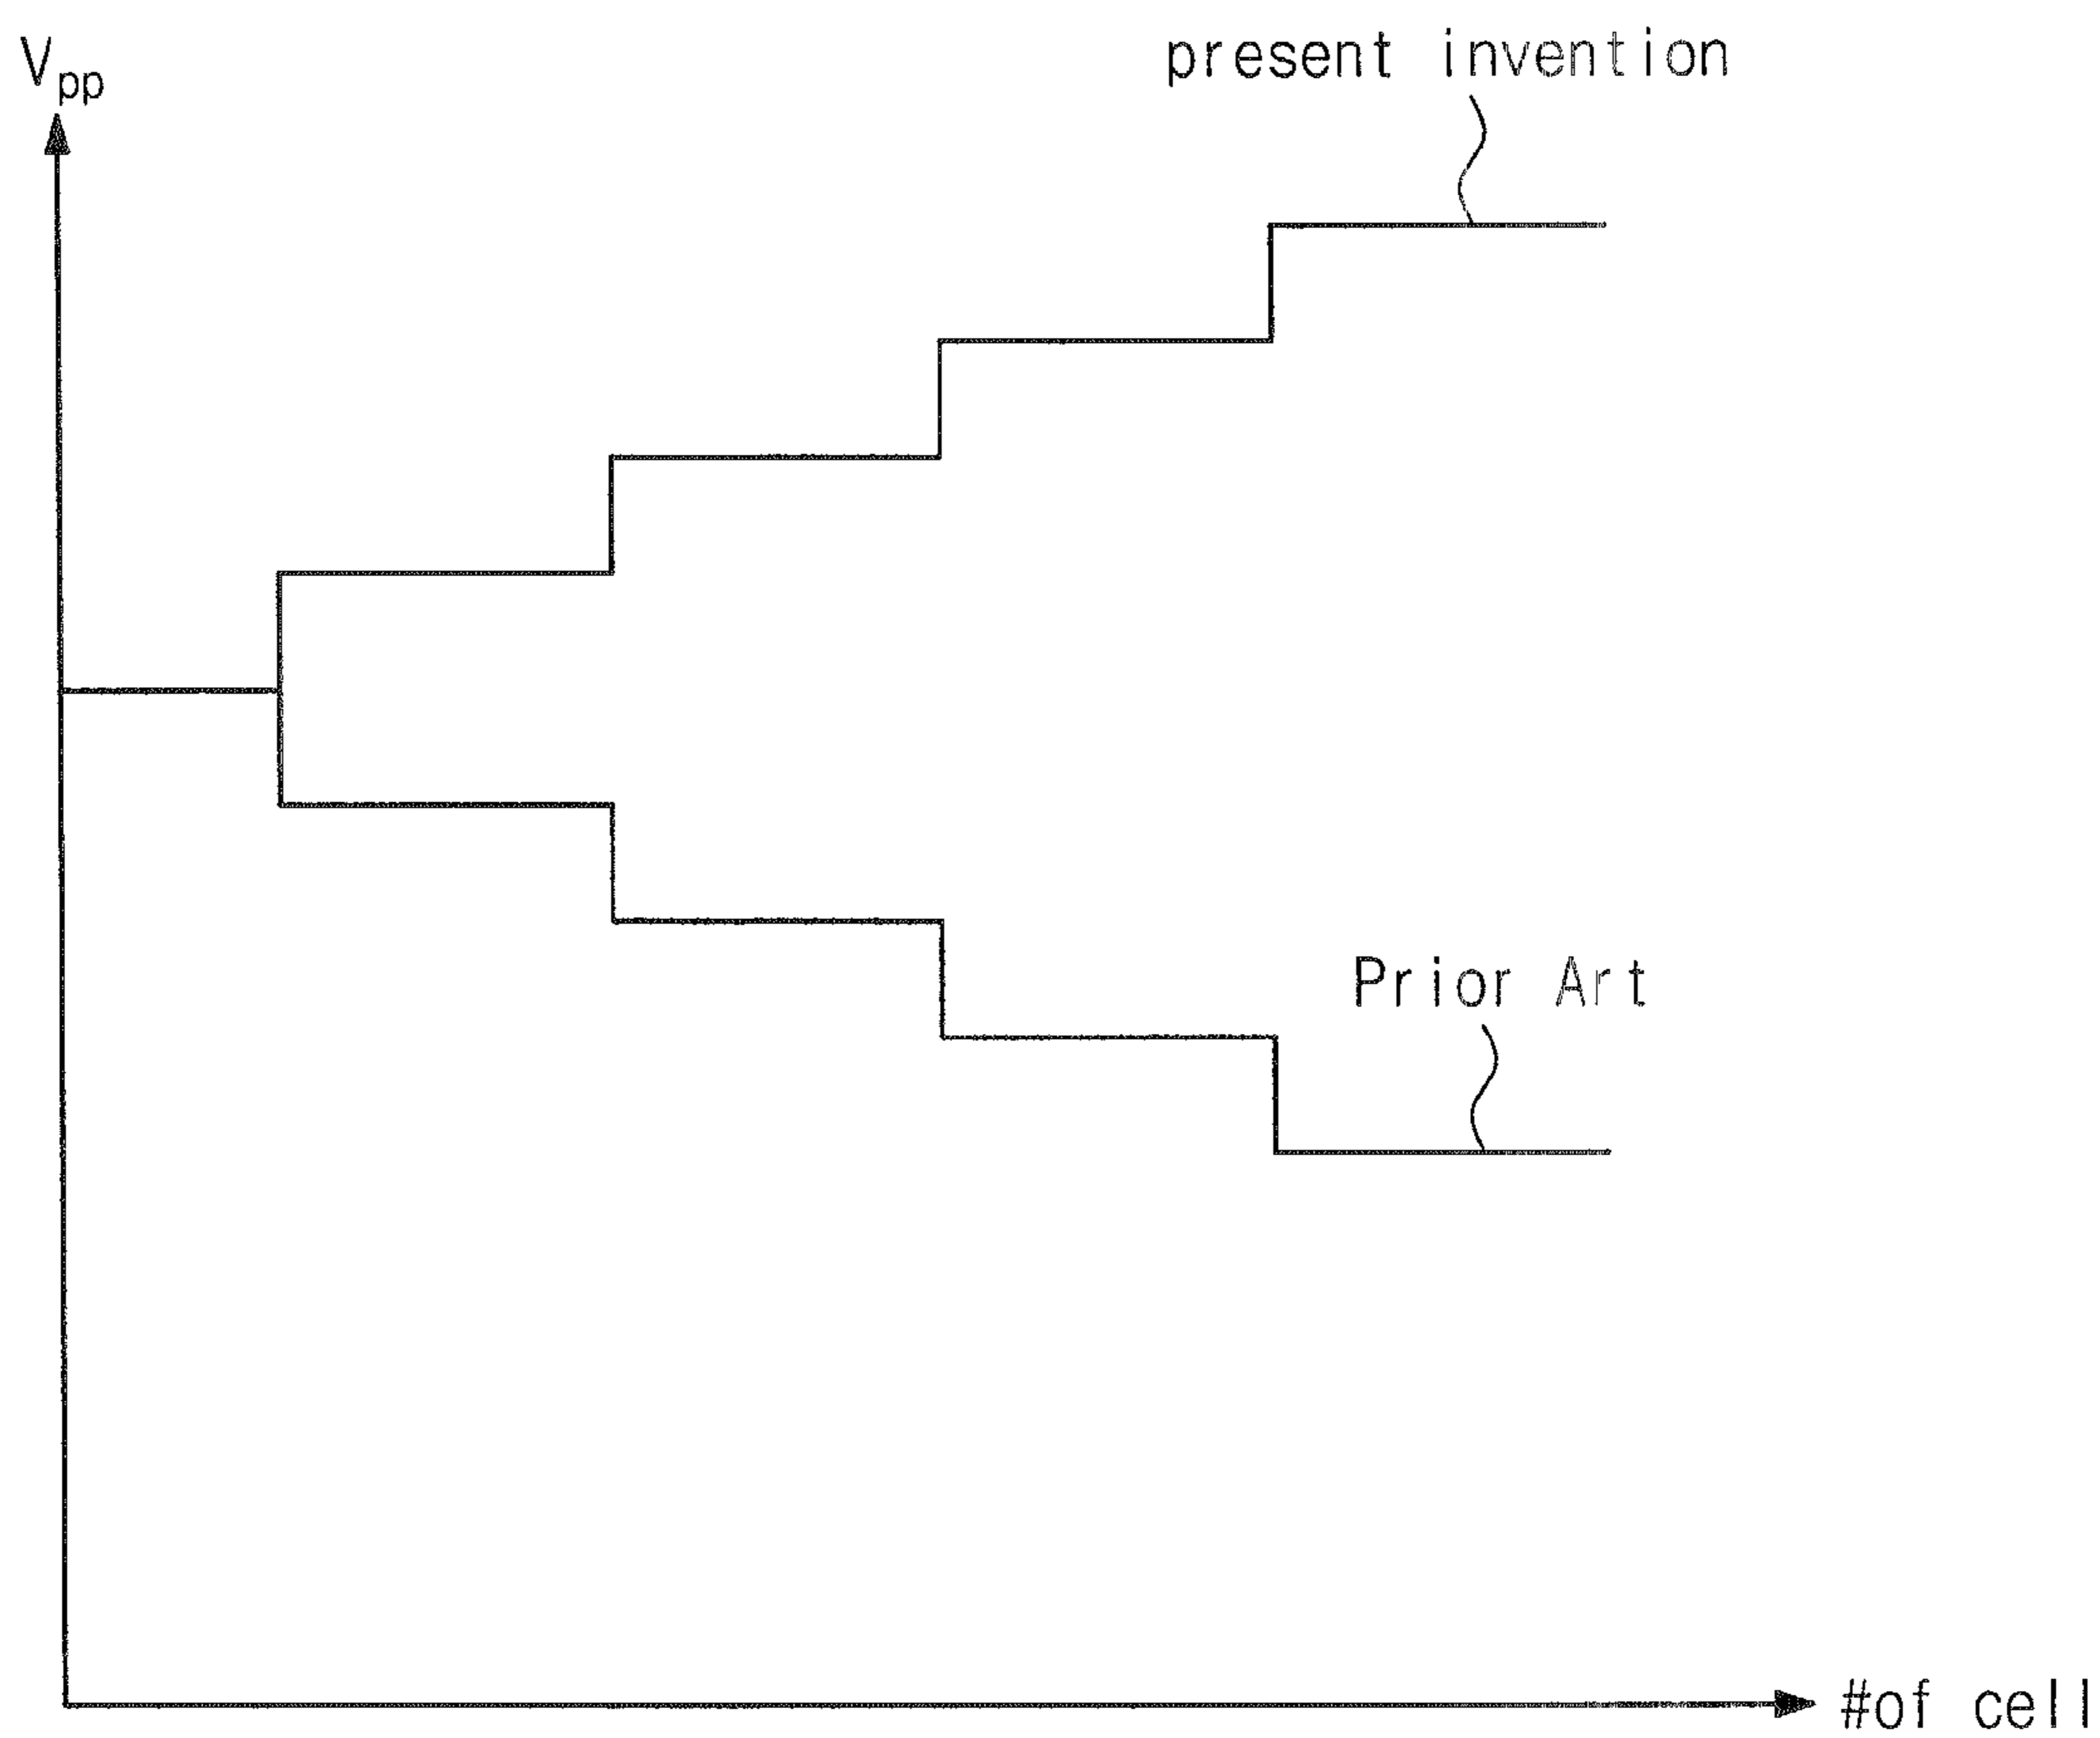 Vpp
present invention
Prior Art
#of cell